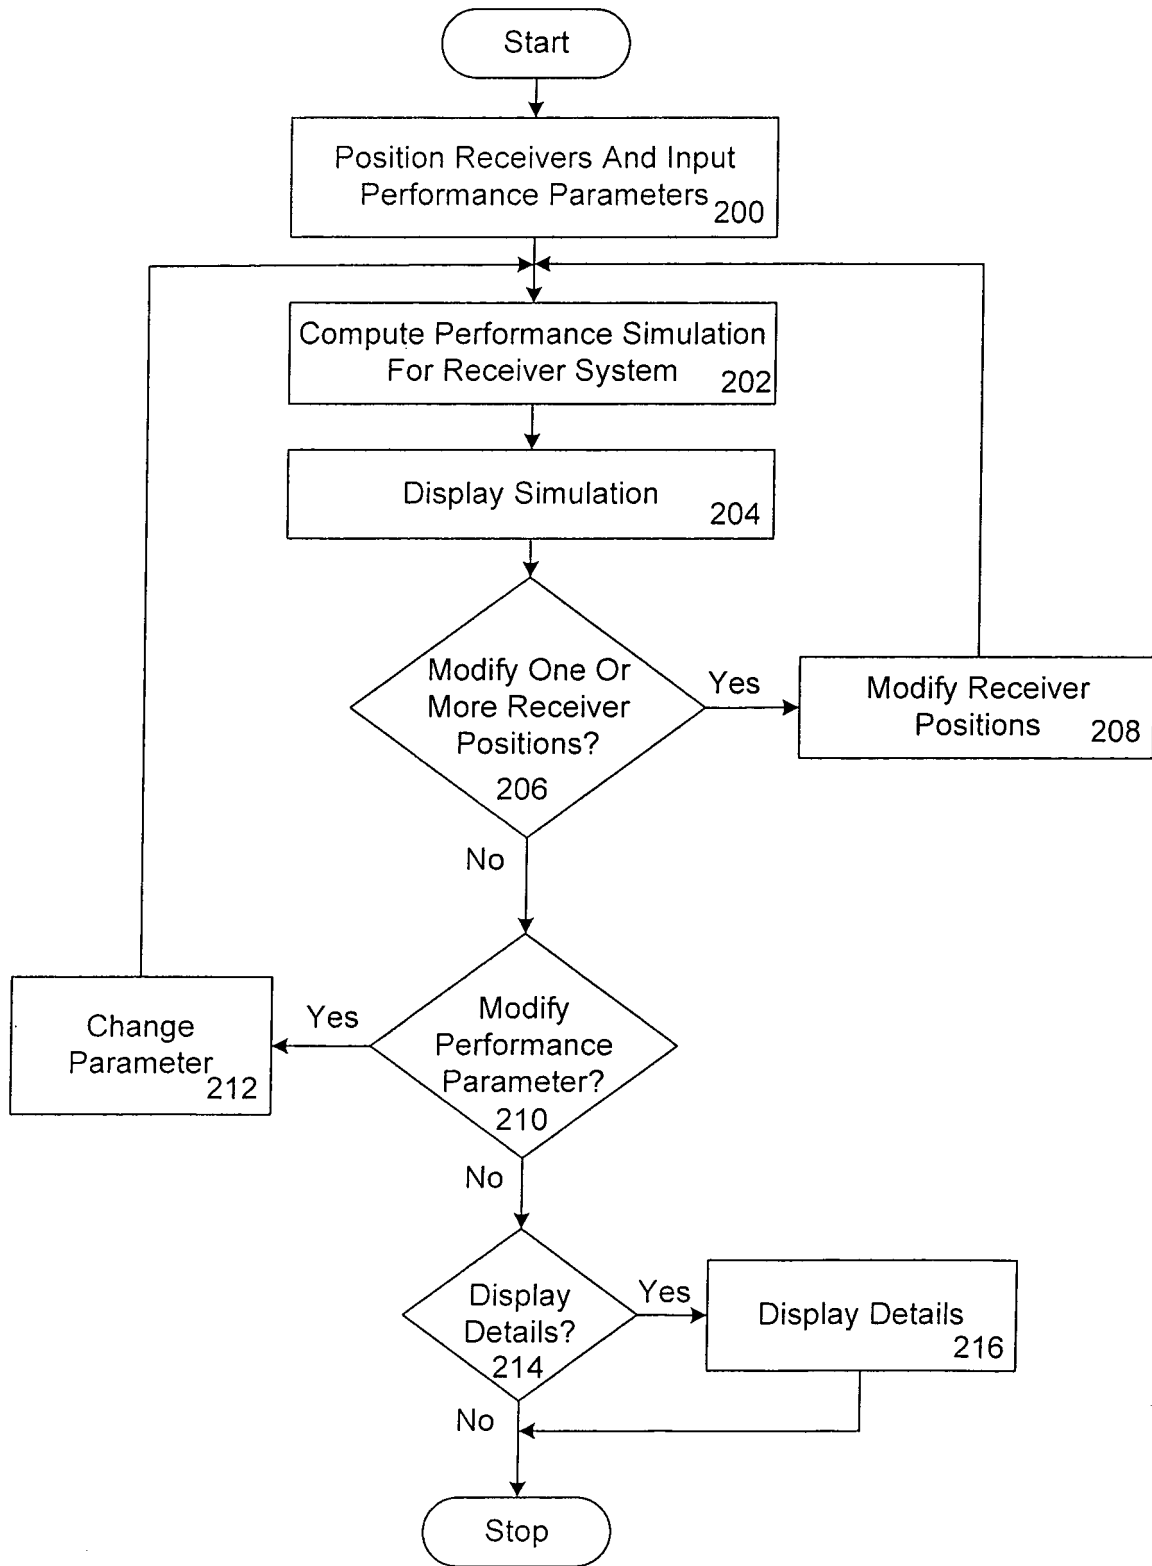 Start
Position Receivers And Input
Performance Parameters
200
Compute Performance Simulation
For Receiver System
202
Display Simulation
204
Modify One Or
More Receiver
Positions?
206
Yes
Modify Receiver
Positions
208
No
Modify
Performance
Parameter?
210
Yes
Change
Parameter
212
No
Display
Details?
214
Yes
Display Details
216
No
Stop